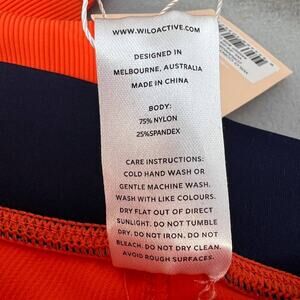 WWW.WILOACTIVE.COM
DESIGNED IN
MELBOURNE, AUSTRALIA
MADE IN CHINA
BODY:
75% NYLON
25%SPANDEX
CARE INSTRUCTIONS:
COLD HAND WASH OR
GENTLE MACHINE WASH.
WASH WITH LIKE COLOURS.
DRY FLAT OUT OF DIRECT
SUNLIGHT. DO NOT TUMBLE
DRY. DO NOT IRON. DO NOT
BLEACH. DO NOT DRY CLEAN.
AVOID ROUGH SURFACES.